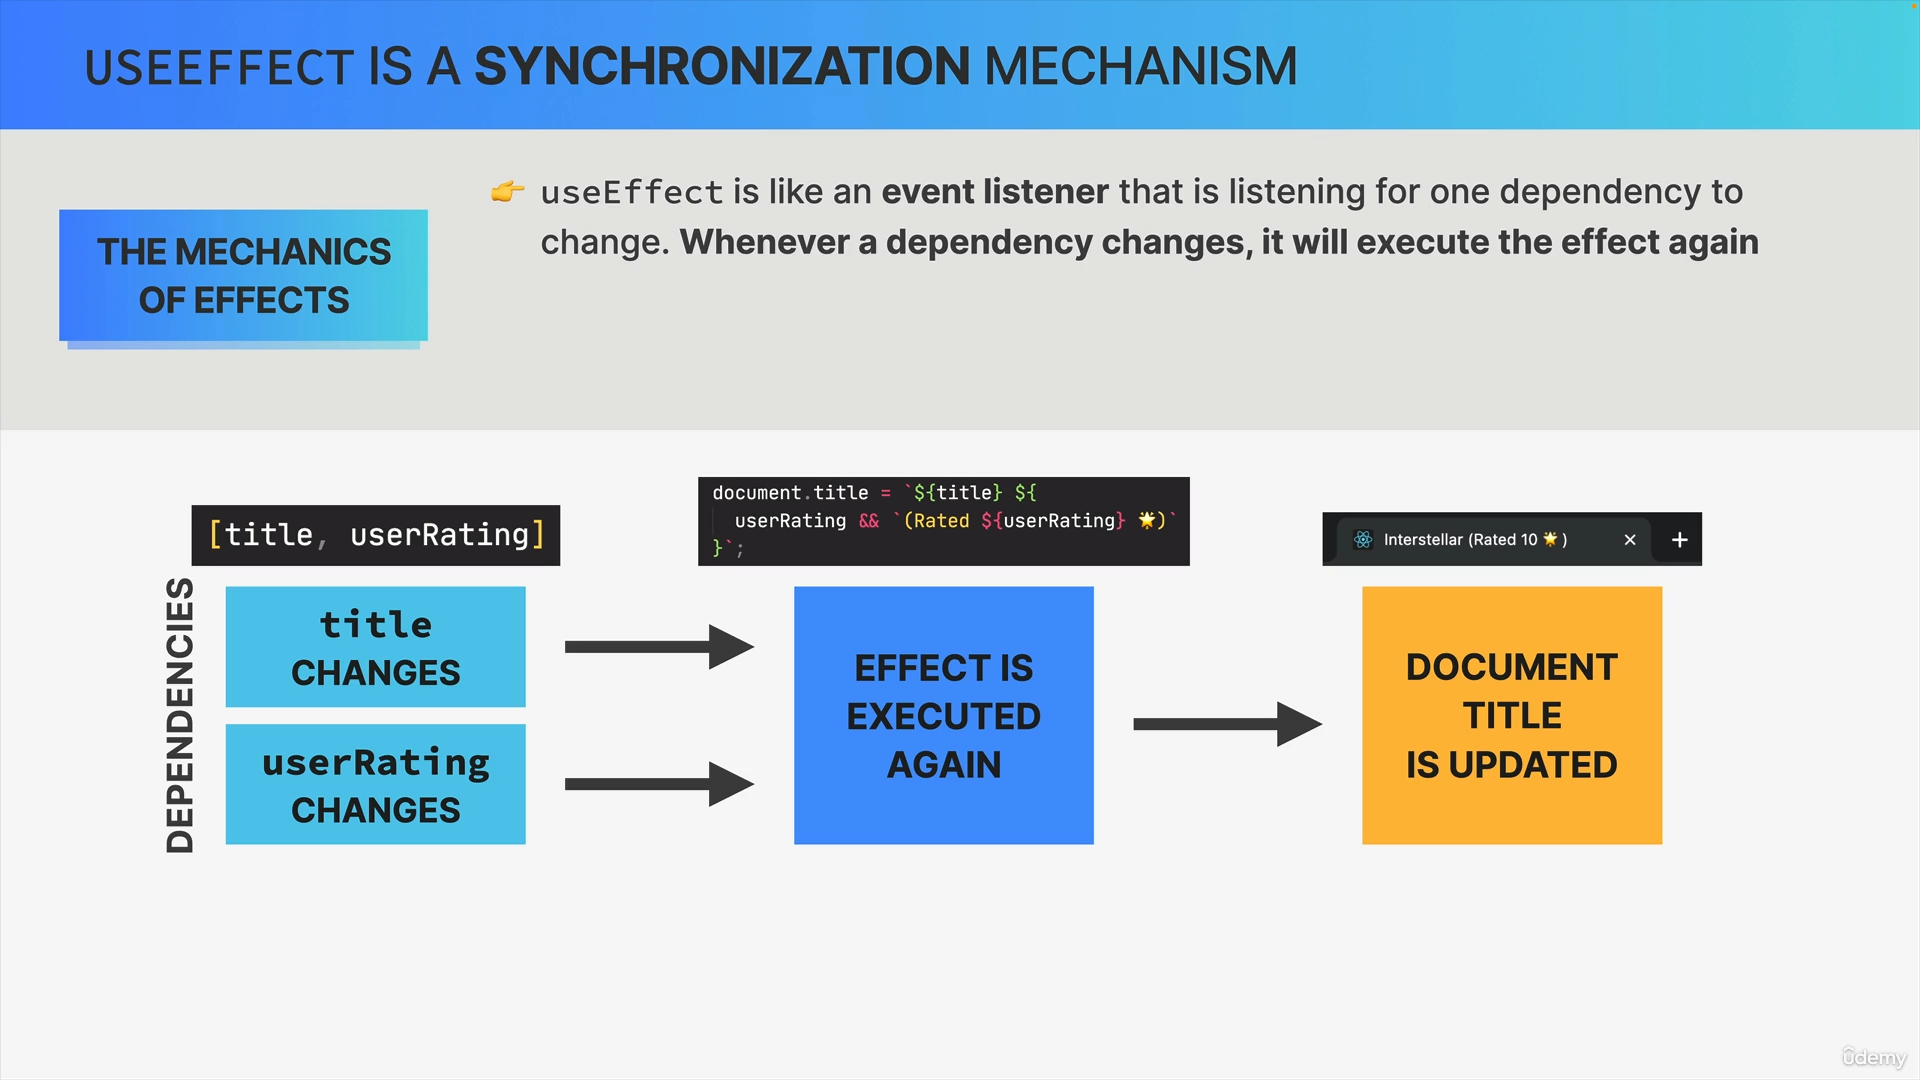 USEEFFECT IS A SYNCHRONIZATION MECHANISM
THE MECHANICS
OF EFFECTS
👉 useEffect is like an event listener that is listening for one dependency to
change. Whenever a dependency changes, it will execute the effect again
[title, userRating]
document.title = `${title} ${
userRating && `(Rated ${userRating} 🌟)`
}`;
Interstellar (Rated 10 🌟 )
DEPENDENCIES
title
CHANGES
userRating
CHANGES
EFFECT IS
EXECUTED
AGAIN
DOCUMENT
TITLE
IS UPDATED
udemy